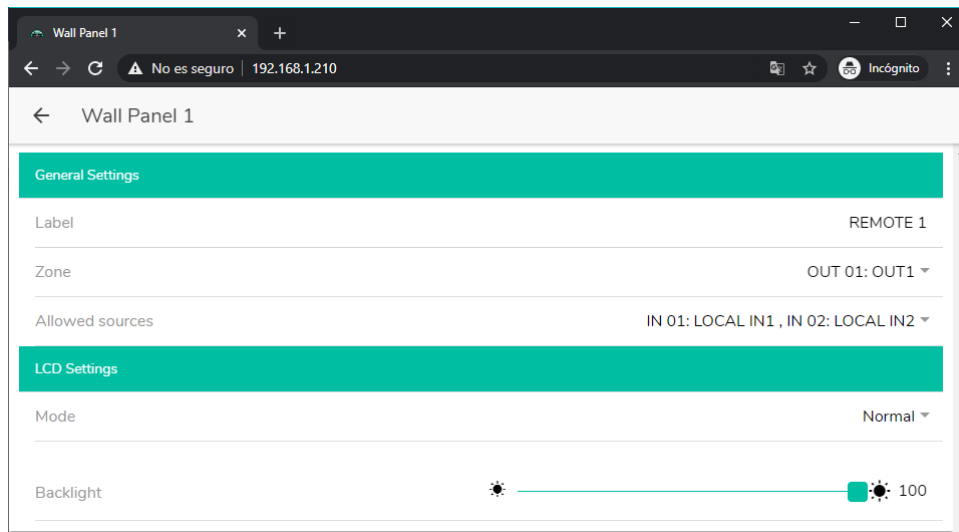 Wall Panel 1
No es seguro | 192.168.1.210 Incógnito
Wall Panel 1
General Settings
Label REMOTE 1
Zone OUT 01: OUT1
Allowed sources IN 01: LOCAL IN1 , IN 02: LOCAL IN2
LCD Settings
Mode Normal
Backlight 100